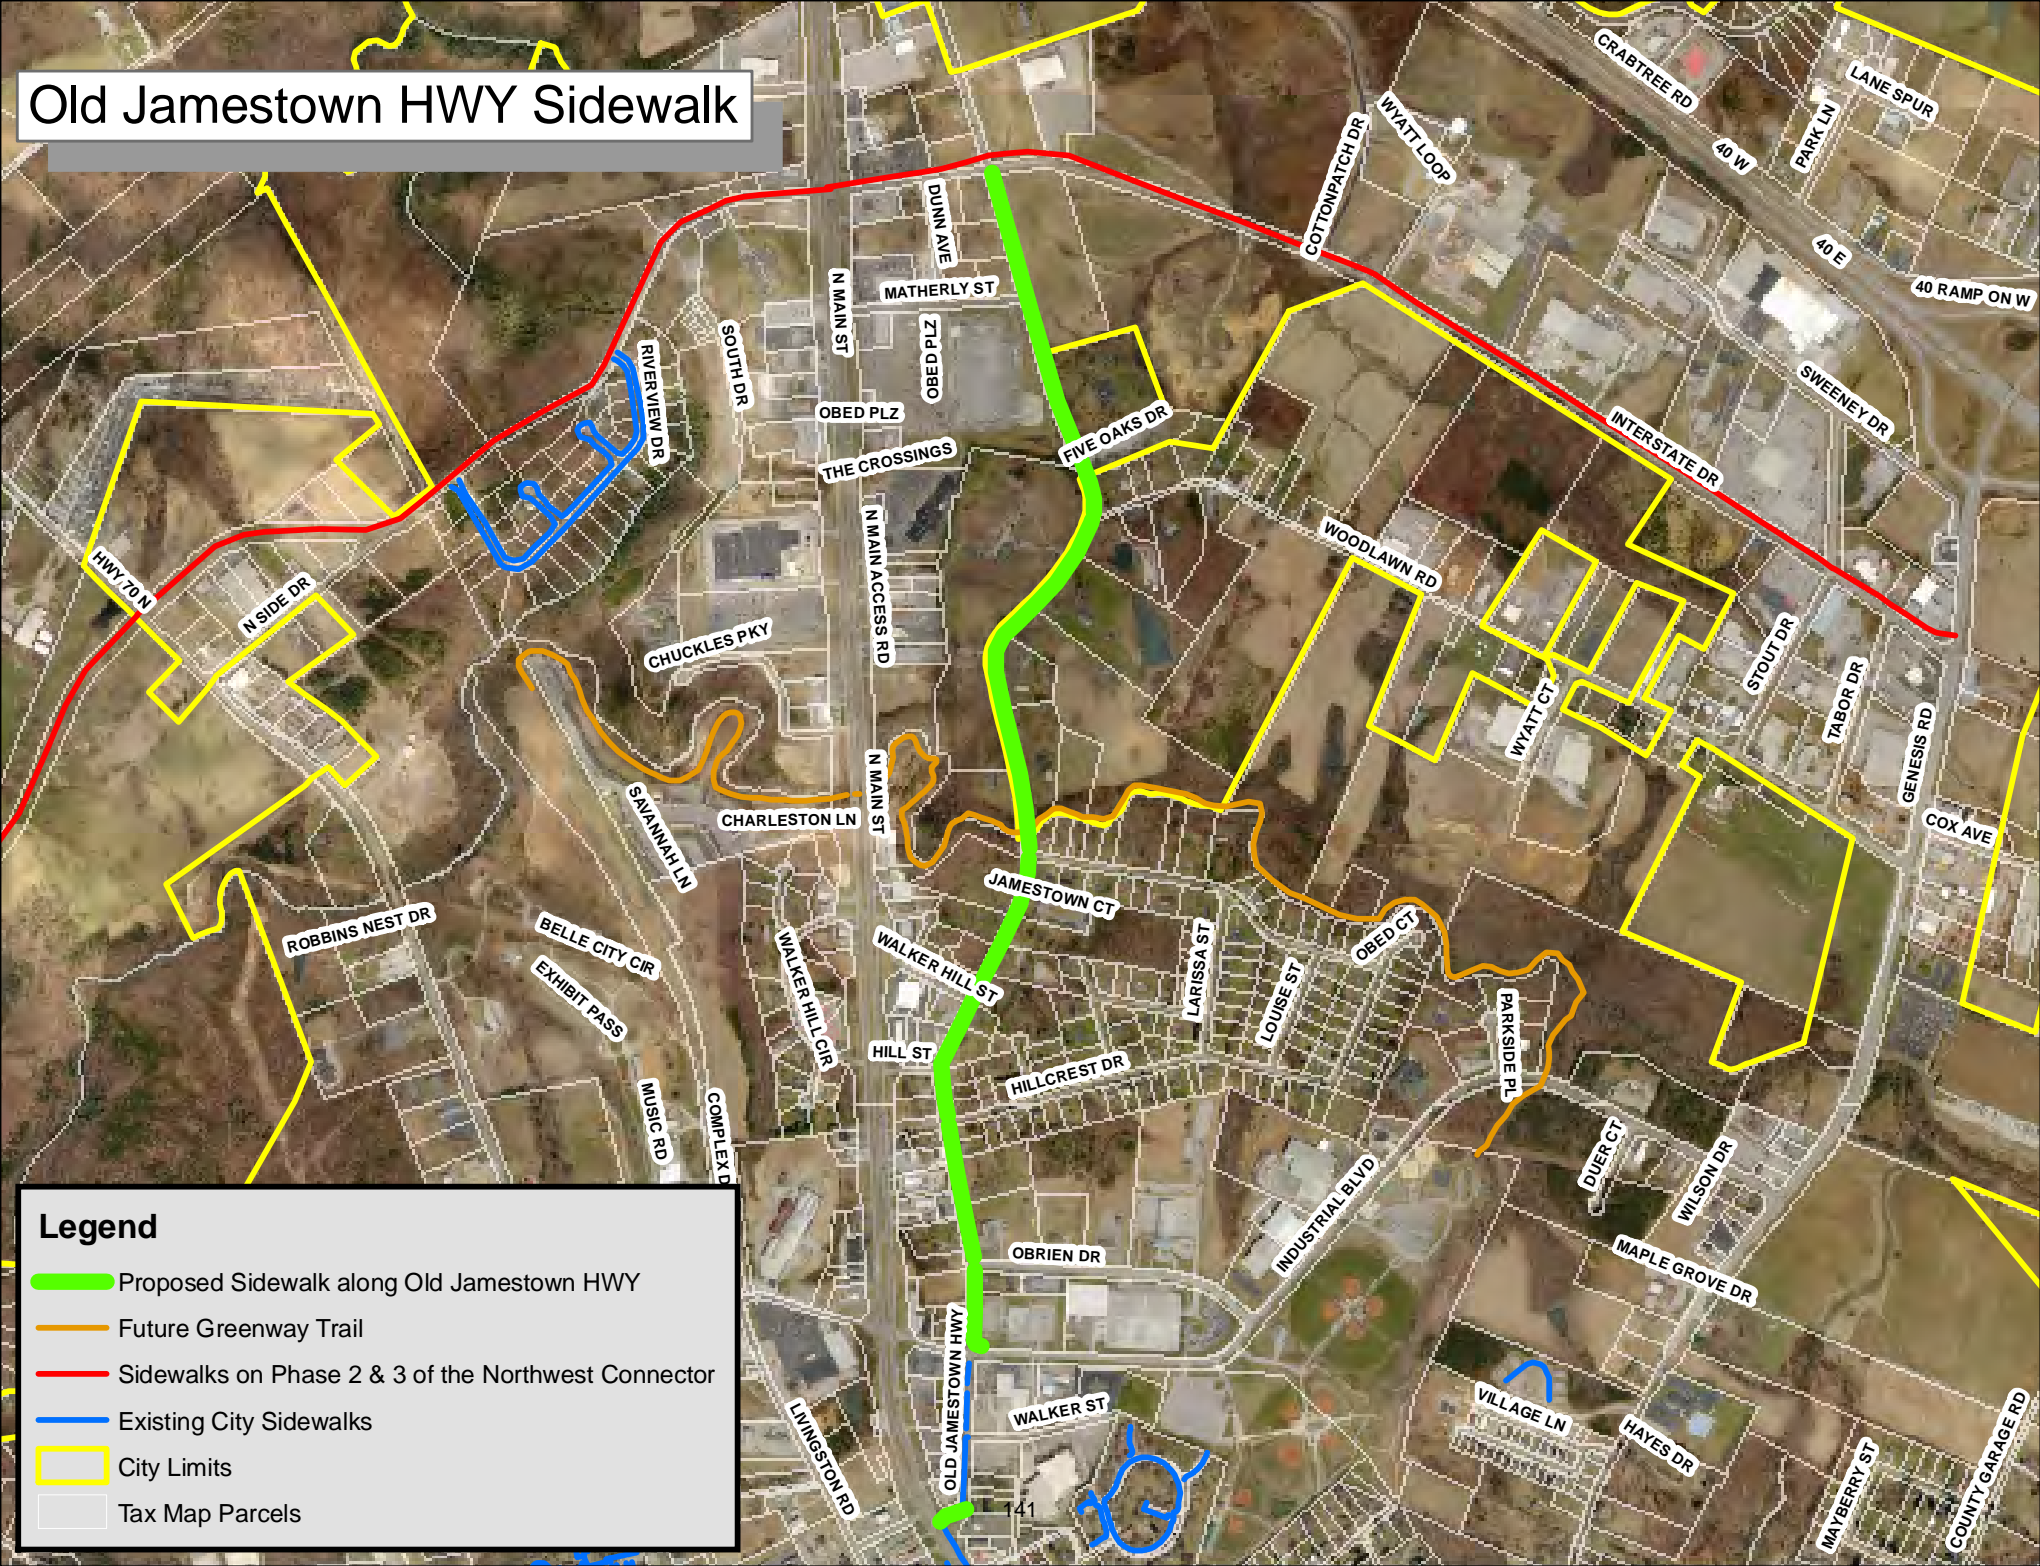 Old Jamestown HWY Sidewalk
CRABTREE RD
LANE SPUR
PARK LN
40 W
WYATT LOOP
COTTONPATCH DR
40 E
40 RAMP ON W
DUNN AVE
MATHERLY ST
N MAIN ST
OBED PLZ
SOUTH DR
RIVERVIEW DR
OBED PLZ
THE CROSSINGS
FIVE OAKS DR
SWEENEY DR
INTERSTATE DR
WOODLAWN RD
N MAIN ACCESS RD
HWY 70 N
N SIDE DR
CHUCKLES PKY
STOUT DR
TABOR DR
WYATT CT
GENESIS RD
COX AVE
N MAIN ST
CHARLESTON LN
SAVANNAH LN
JAMESTOWN CT
ROBBINS NEST DR
BELLE CITY CIR
EXHIBIT PASS
WALKER HILL CIR
WALKER HILL ST
LARISSA ST
LOUISE ST
OBED CT
PARKSIDE PL
HILL ST
HILLCREST DR
MUSIC RD
COMPLEX D
DUER CT
WILSON DR
INDUSTRIAL BLVD
OBRIEN DR
MAPLE GROVE DR
OLD JAMESTOWN HWY
WALKER ST
LIVINGSTON RD
VILLAGE LN
HAYES DR
MAYBERRY ST
COUNTY GARAGE RD
141
Legend
Proposed Sidewalk along Old Jamestown HWY
Future Greenway Trail
Sidewalks on Phase 2 & 3 of the Northwest Connector
Existing City Sidewalks
City Limits
Tax Map Parcels